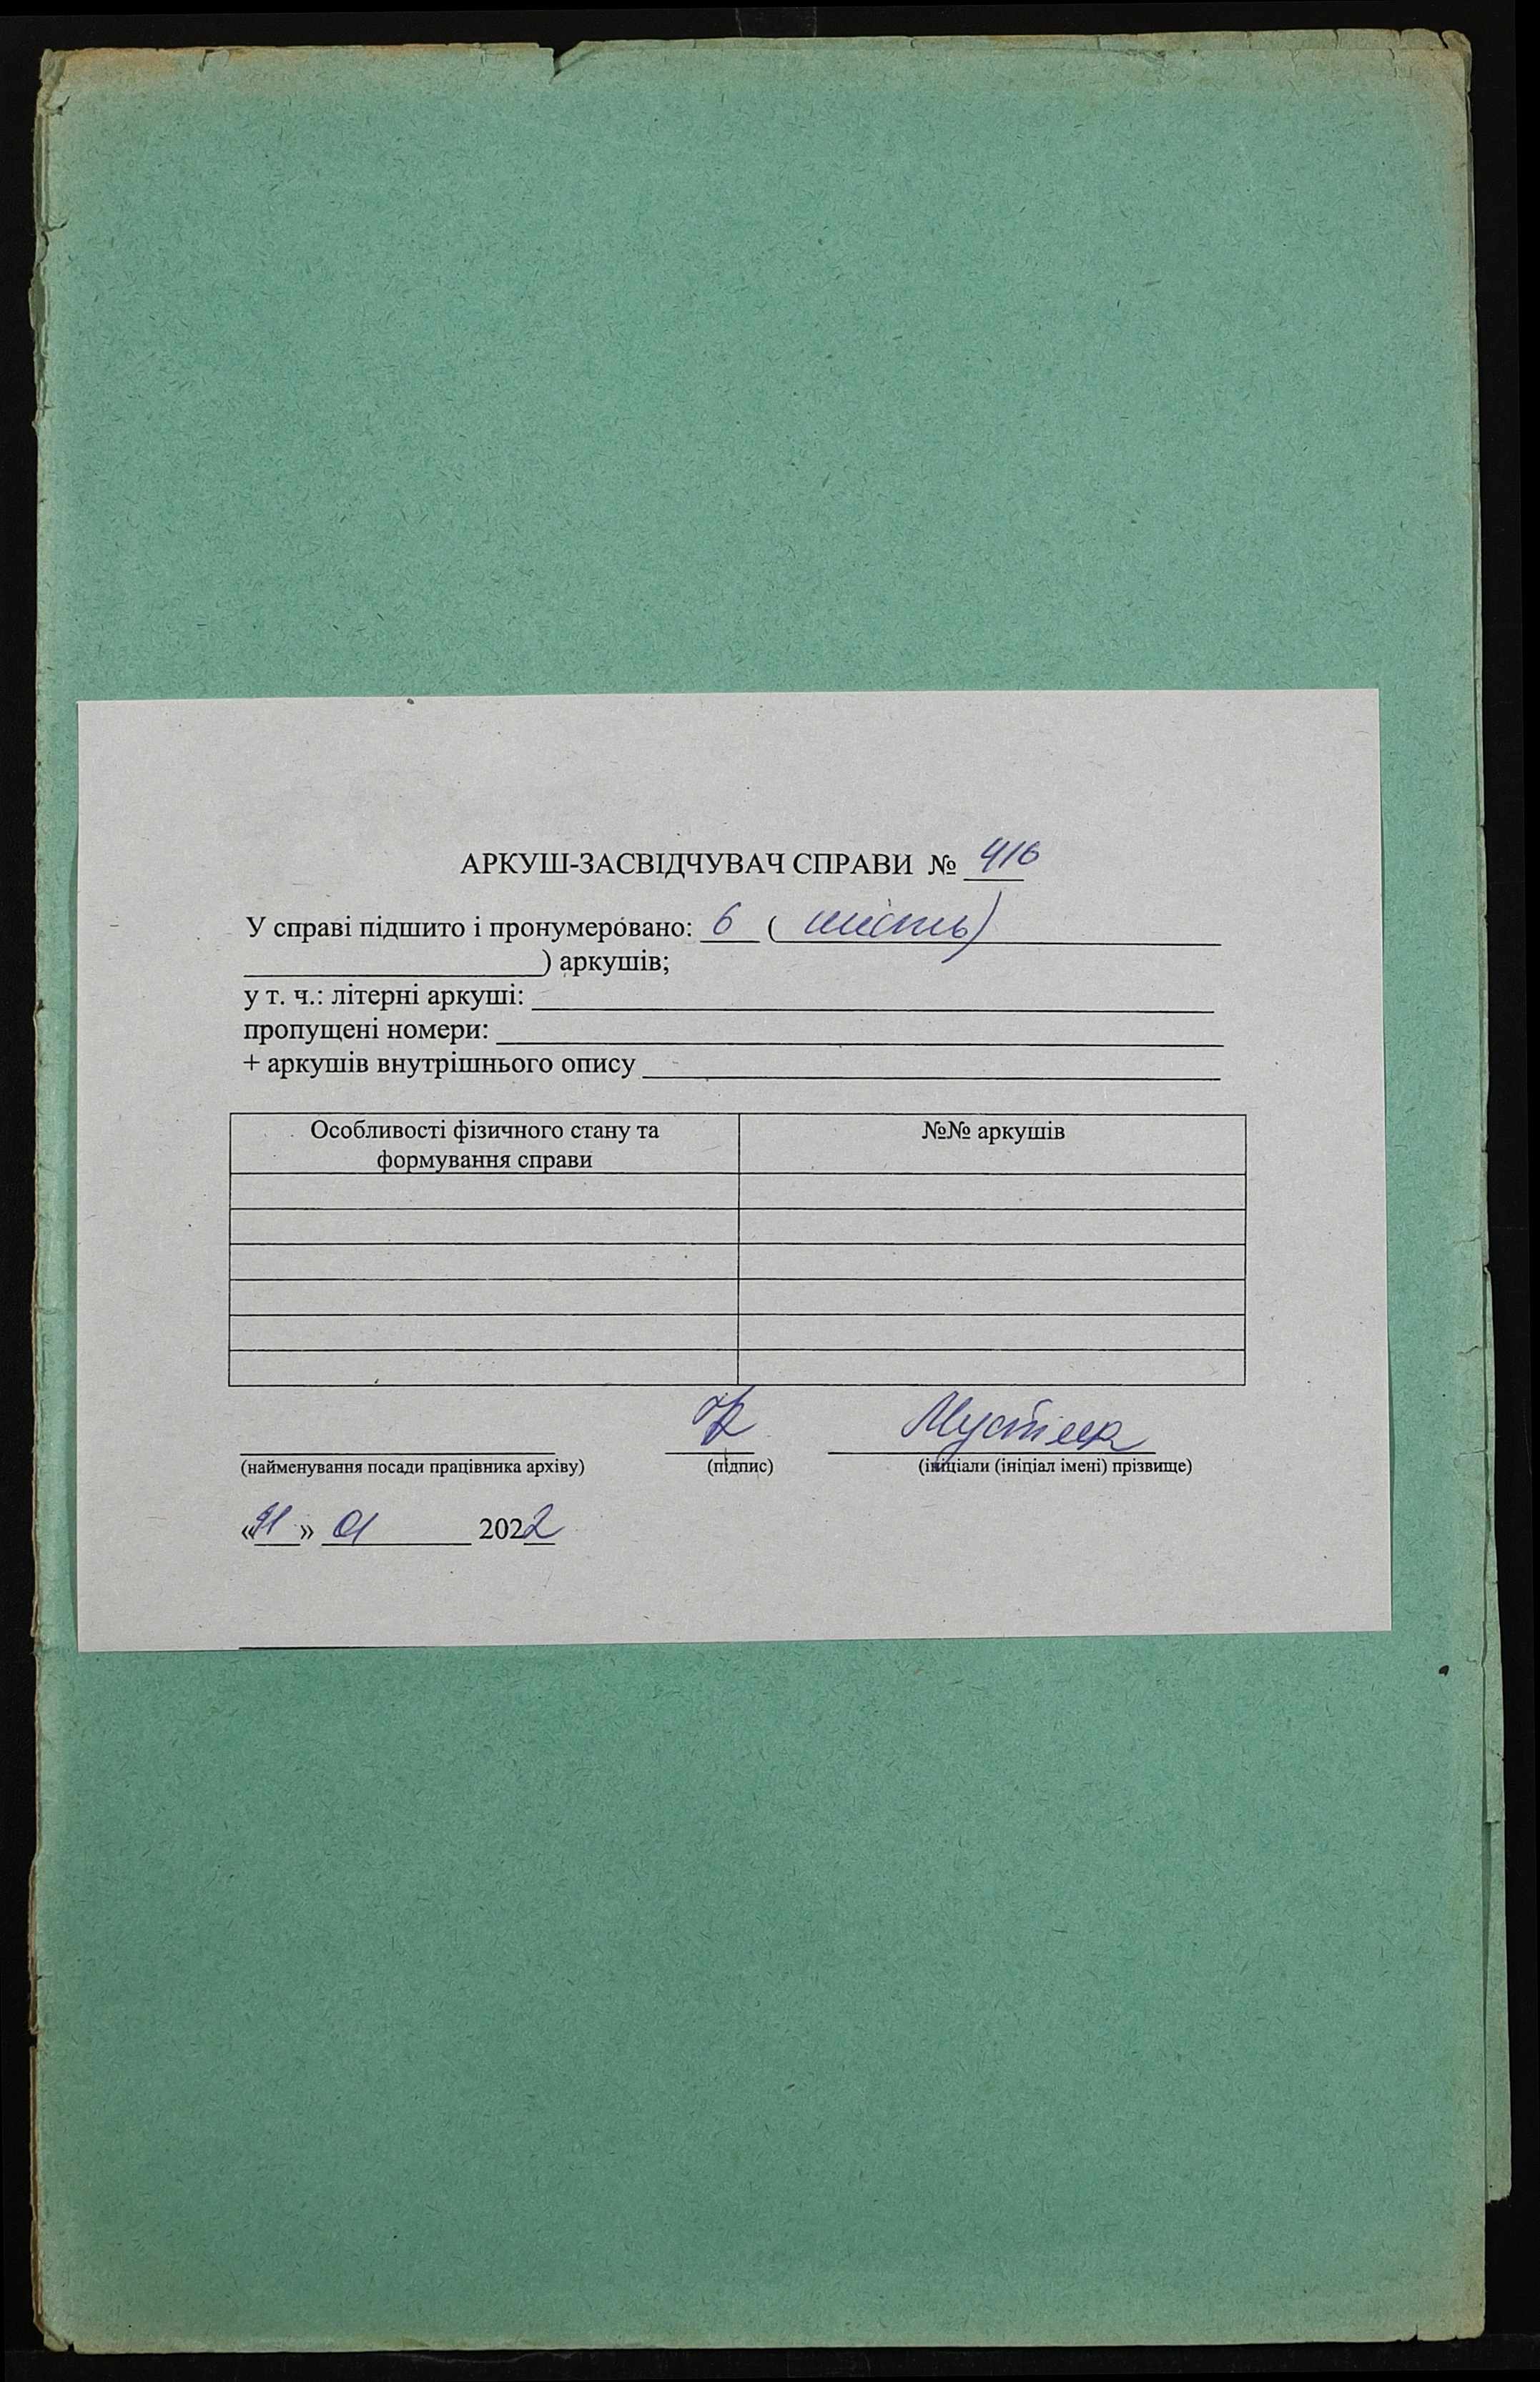 АРКУШ-ЗАСВІДЧУВАЧ СПРАВИ № 416
У справі підшито і пронумеровано: 6 ( шість)
) аркушів;
у т. ч.: літерні аркуші:
пропущені номери:
+ аркушів внутрішнього опису
Особливості фізичного стану та
формування справи
№№ аркушів
(найменування посади працівника архіву)
(підпис)
(ініціали (ініціал імені) прізвище)
« » 01 2022